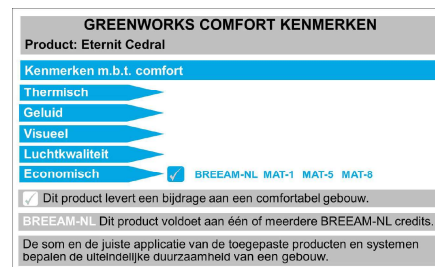 GREENWORKS COMFORT KENMERKEN
Product: Eternit Cedral
Kenmerken m.b.t. comfort
Thermisch
Geluid
Visueel
Luchtkwaliteit
Economisch BREEAM-NL MAT-1 MAT-5 MAT-8
Dit product levert een bijdrage aan een comfortabel gebouw.
BREEAM-NL Dit product voldoet aan één of meerdere BREEAM-NL credits.
De som en de juiste applicatie van de toegepaste producten en systemen
bepalen de uiteindelijke duurzaamheid van een gebouw.